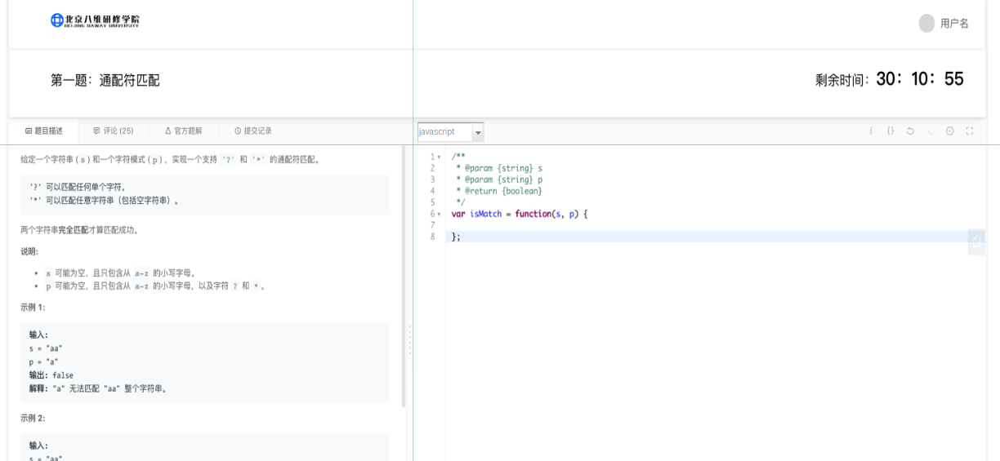 北京八维研修学院
BEIJING BAWAY UNIVERSITY
用户名
第一题：通配符匹配
剩余时间：30：10：55
题目描述
评论 (25)
官方题解
提交记录
javascript
给定一个字符串 (s) 和一个字符模式 (p) ，实现一个支持 '?' 和 '*' 的通配符匹配。
'?' 可以匹配任何单个字符。
'*' 可以匹配任意字符串（包括空字符串）。
两个字符串完全匹配才算匹配成功。
说明:
• s 可能为空，且只包含从 a-z 的小写字母。
• p 可能为空，且只包含从 a-z 的小写字母，以及字符 ? 和 *。
示例 1:
输入:
s = "aa"
p = "a"
输出: false
解释: "a" 无法匹配 "aa" 整个字符串。
示例 2:
输入:
s = "aa"
1 /**
2 * @param {string} s
3 * @param {string} p
4 * @return {boolean}
5 */
6 var isMatch = function(s, p) {
7
8 };